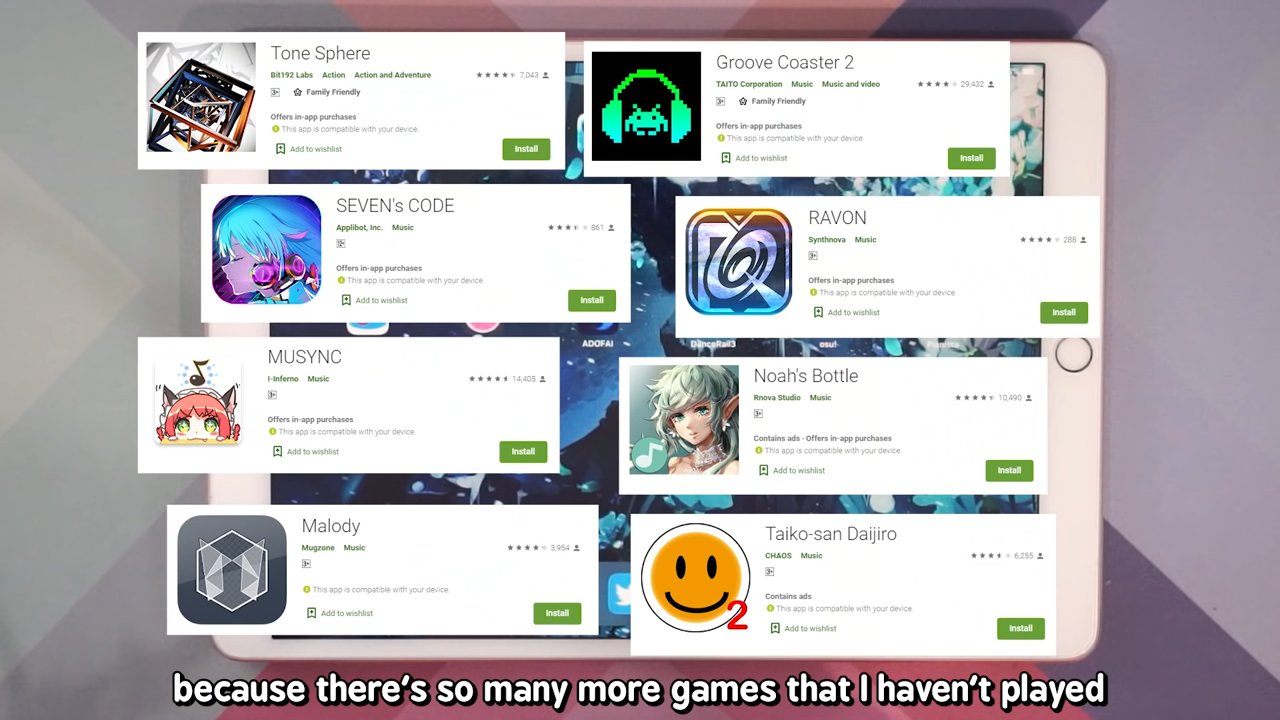 Tone Sphere
Bit192 Labs Action Action and Adventure 7,043
3+ Family Friendly
Offers in-app purchases
This app is compatible with your device.
Add to wishlist Install
Groove Coaster 2
TAITO Corporation Music Music and video 29,432
3+ Family Friendly
Offers in-app purchases
This app is compatible with your device.
Add to wishlist Install
SEVEN's CODE
Applibot, Inc. Music 861
Offers in-app purchases
This app is compatible with your device.
Add to wishlist Install
RAVON
Synthnova Music 288
3+
Offers in-app purchases
This app is compatible with your device.
Add to wishlist Install
ADOFAI DanceRail3 osu! Pianista
MUSYNC
I-Inferno Music 14,405
3+
Offers in-app purchases
This app is compatible with your device.
Add to wishlist Install
Noah's Bottle
Rnova Studio Music 10,490
3+
Contains ads · Offers in-app purchases
This app is compatible with your device.
Add to wishlist Install
Malody
Mugzone Music 3,954
3+
This app is compatible with your device.
Add to wishlist Install
2
Taiko-san Daijiro
CHAOS Music 6,255
3+
Contains ads
This app is compatible with your device.
Add to wishlist Install
because there's so many more games that I haven't played